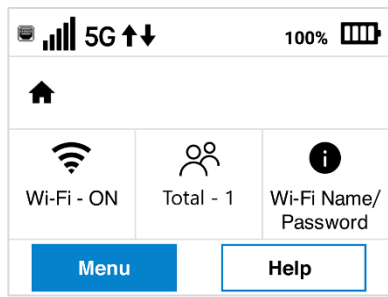 5G 100%
Wi-Fi - ON
Total - 1
Wi-Fi Name/
Password
Menu
Help